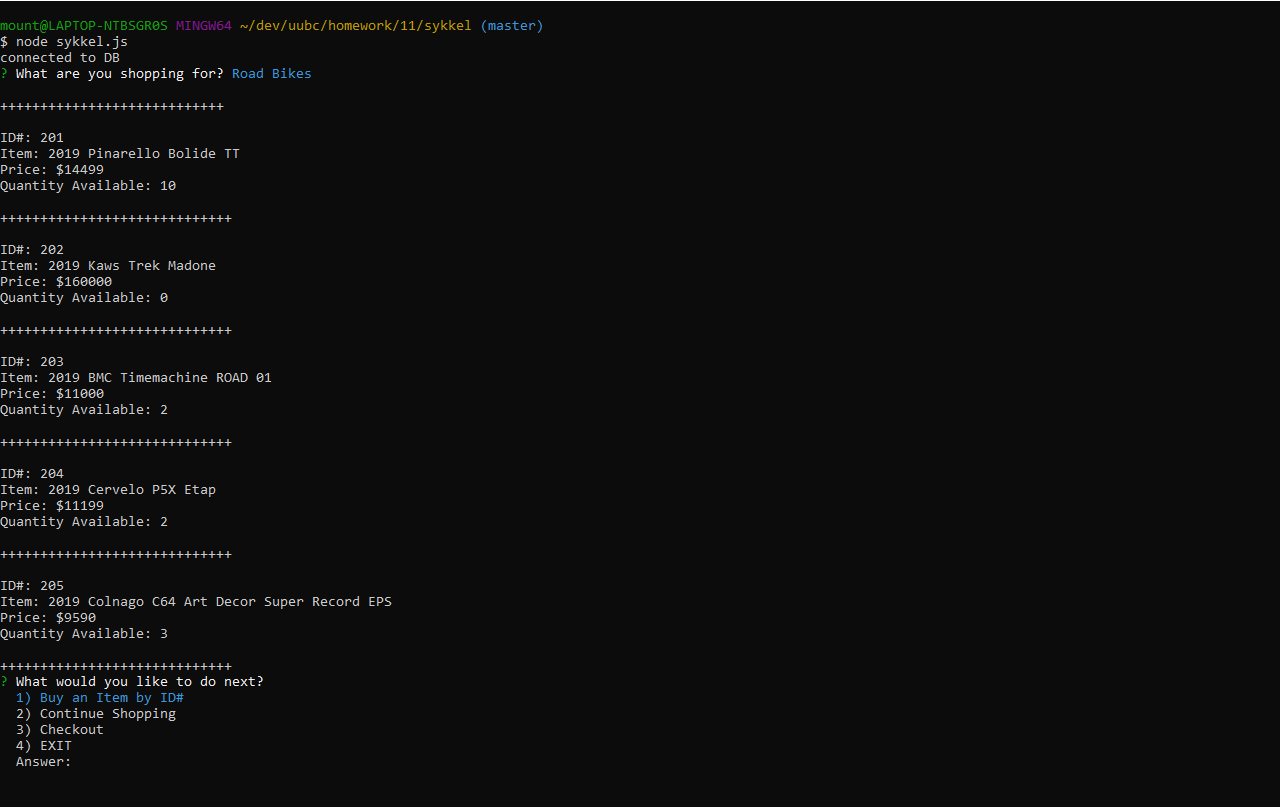 mount@LAPTOP-NTBSGR0S MINGW64 ~/dev/uubc/homework/11/sykkel (master)
$ node sykkel.js
connected to DB
? What are you shopping for? Road Bikes
++++++++++++++++++++++++++++
ID#: 201
Item: 2019 Pinarello Bolide TT
Price: $14499
Quantity Available: 10
+++++++++++++++++++++++++++++
ID#: 202
Item: 2019 Kaws Trek Madone
Price: $160000
Quantity Available: 0
+++++++++++++++++++++++++++++
ID#: 203
Item: 2019 BMC Timemachine ROAD 01
Price: $11000
Quantity Available: 2
+++++++++++++++++++++++++++++
ID#: 204
Item: 2019 Cervelo P5X Etap
Price: $11199
Quantity Available: 2
+++++++++++++++++++++++++++++
ID#: 205
Item: 2019 Colnago C64 Art Decor Super Record EPS
Price: $9590
Quantity Available: 3
+++++++++++++++++++++++++++++
? What would you like to do next?
  1) Buy an Item by ID#
  2) Continue Shopping
  3) Checkout
  4) EXIT
  Answer: